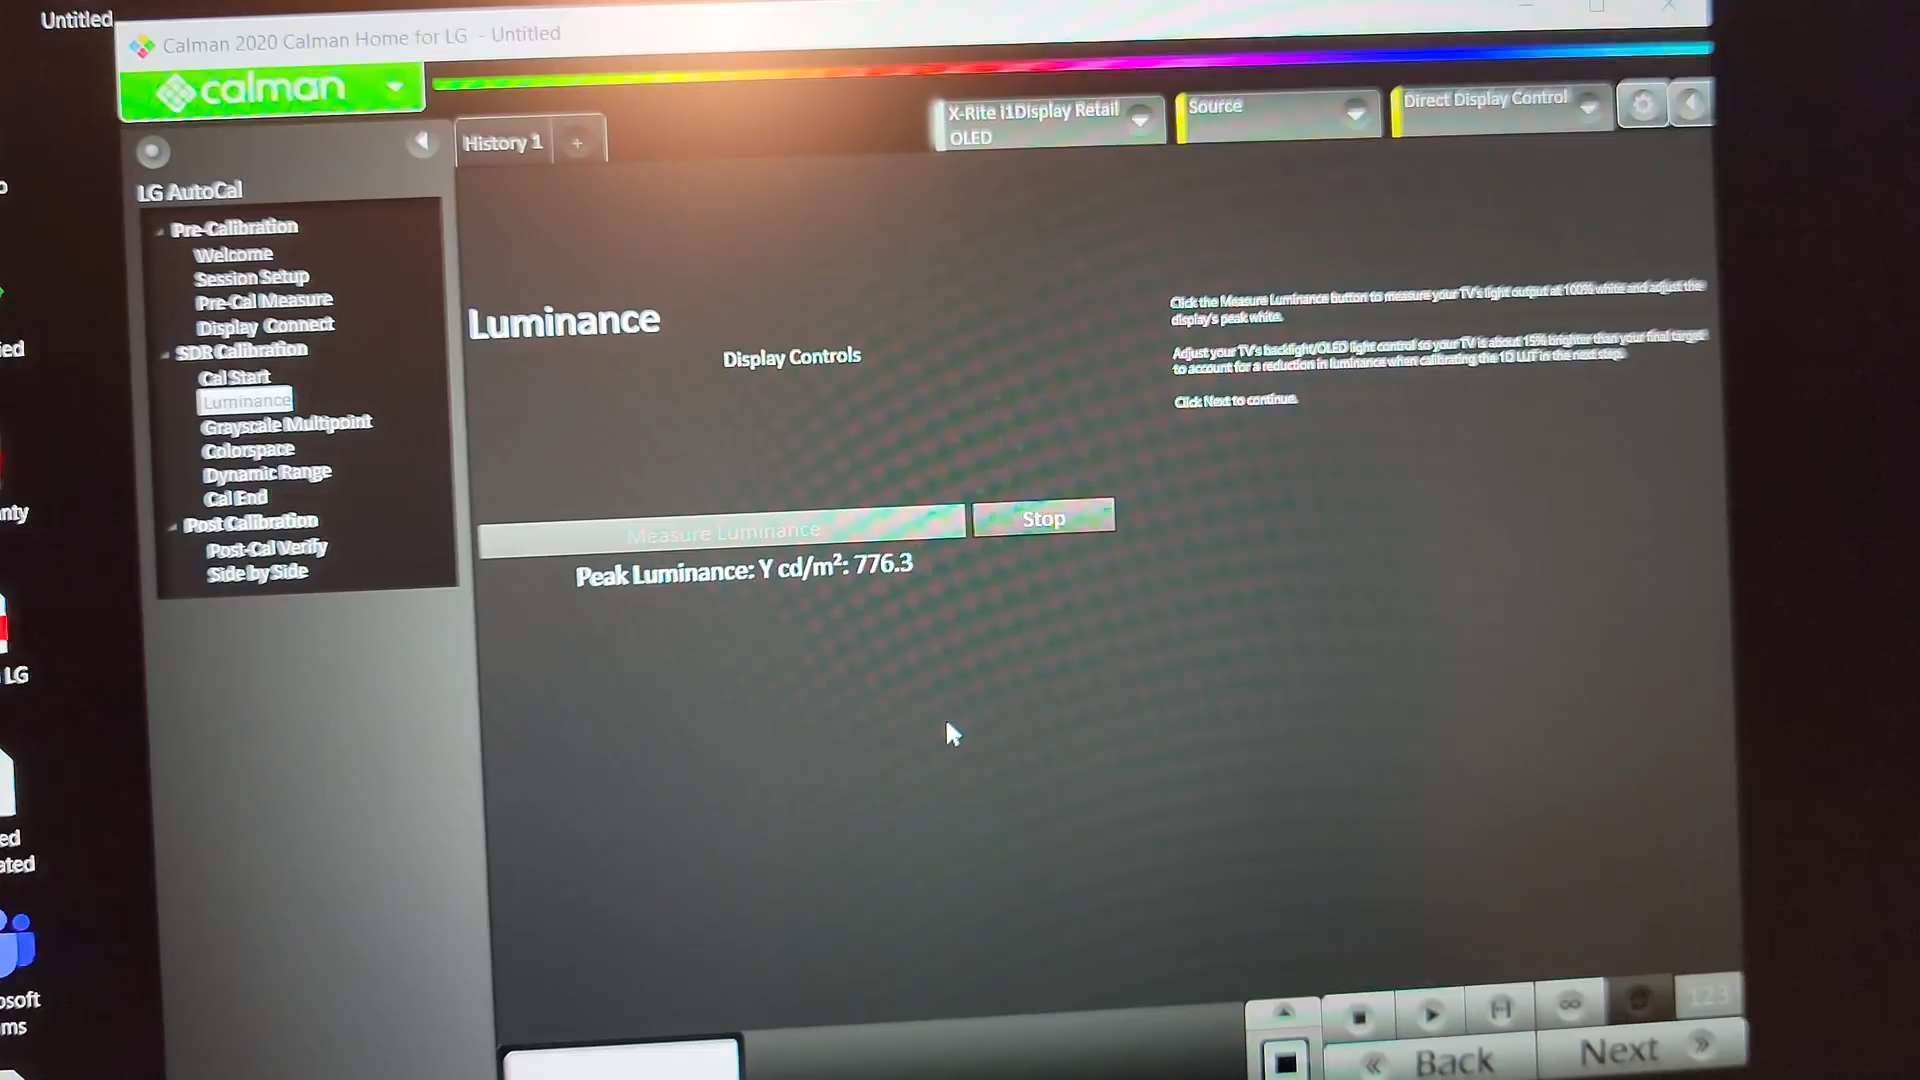 Untitled
Calman 2020 Calman Home for LG - Untitled
calman
X-Rite i1Display Retail
OLED
Source
Direct Display Control
History 1 +
LG AutoCal
Pre-Calibration
Welcome
Session Setup
Pre-Cal Measure
Display Connect
SDR Calibration
Cal Start
Luminance
Grayscale Multipoint
Colorspace
Dynamic Range
Cal End
Post Calibration
Post-Cal Verify
Side by Side
Luminance
Display Controls
Click the Measure Luminance button to measure your TV's light output at 100% white and adjust the
display's peak white.
Adjust your TV's backlight/OLED light control so your TV is about 15% brighter than your final target
to account for a reduction in luminance when calibrating the 1D LUT in the next step.
Click Next to continue.
Measure Luminance
Stop
Peak Luminance: Y cd/m²: 776.3
LG
123
Back
Next